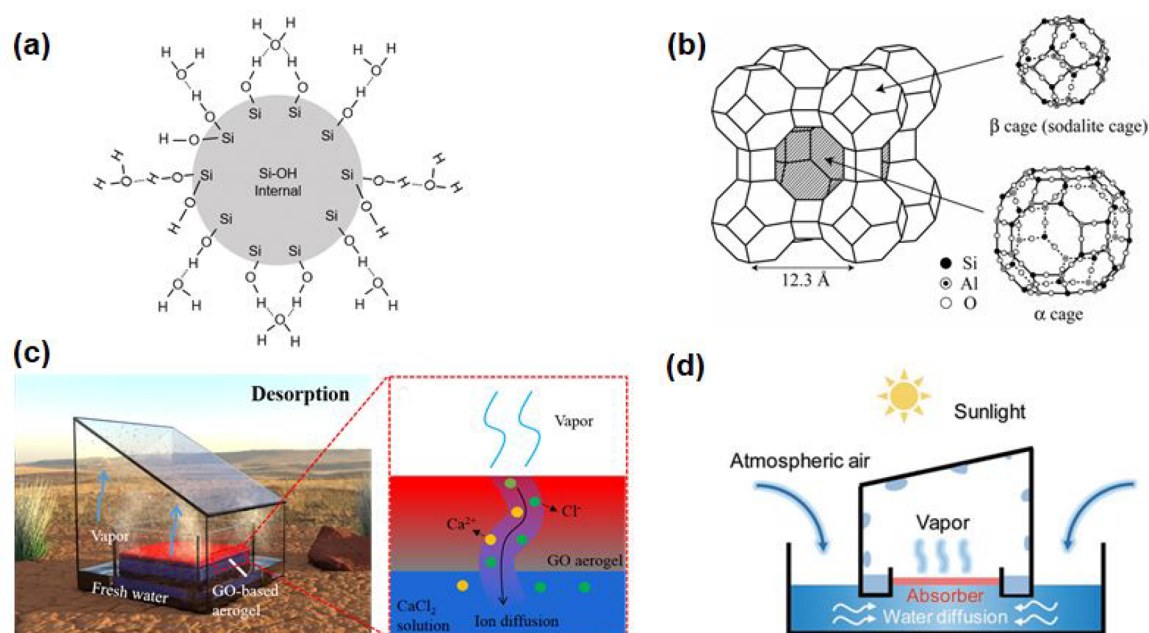 (a)
H H
H O H
H H
O H H O
H O O H
H O O H
O Si Si O
Si Si
H O
H Si Si H
O H O O H O
H O Si-OH O H
H Internal H
Si Si
O O
H Si Si H
H O O H
O H H O
H H H H
O
H H
(b)
β cage (sodalite cage)
12.3 Å
Si
Al
O
α cage
(c)
Desorption
Vapor
Fresh water
GO-based
aerogel
Vapor
Ca²⁺
Cl⁻
GO aerogel
CaCl₂
solution
Ion diffusion
(d)
Sunlight
Atmospheric air
Vapor
Absorber
Water diffusion